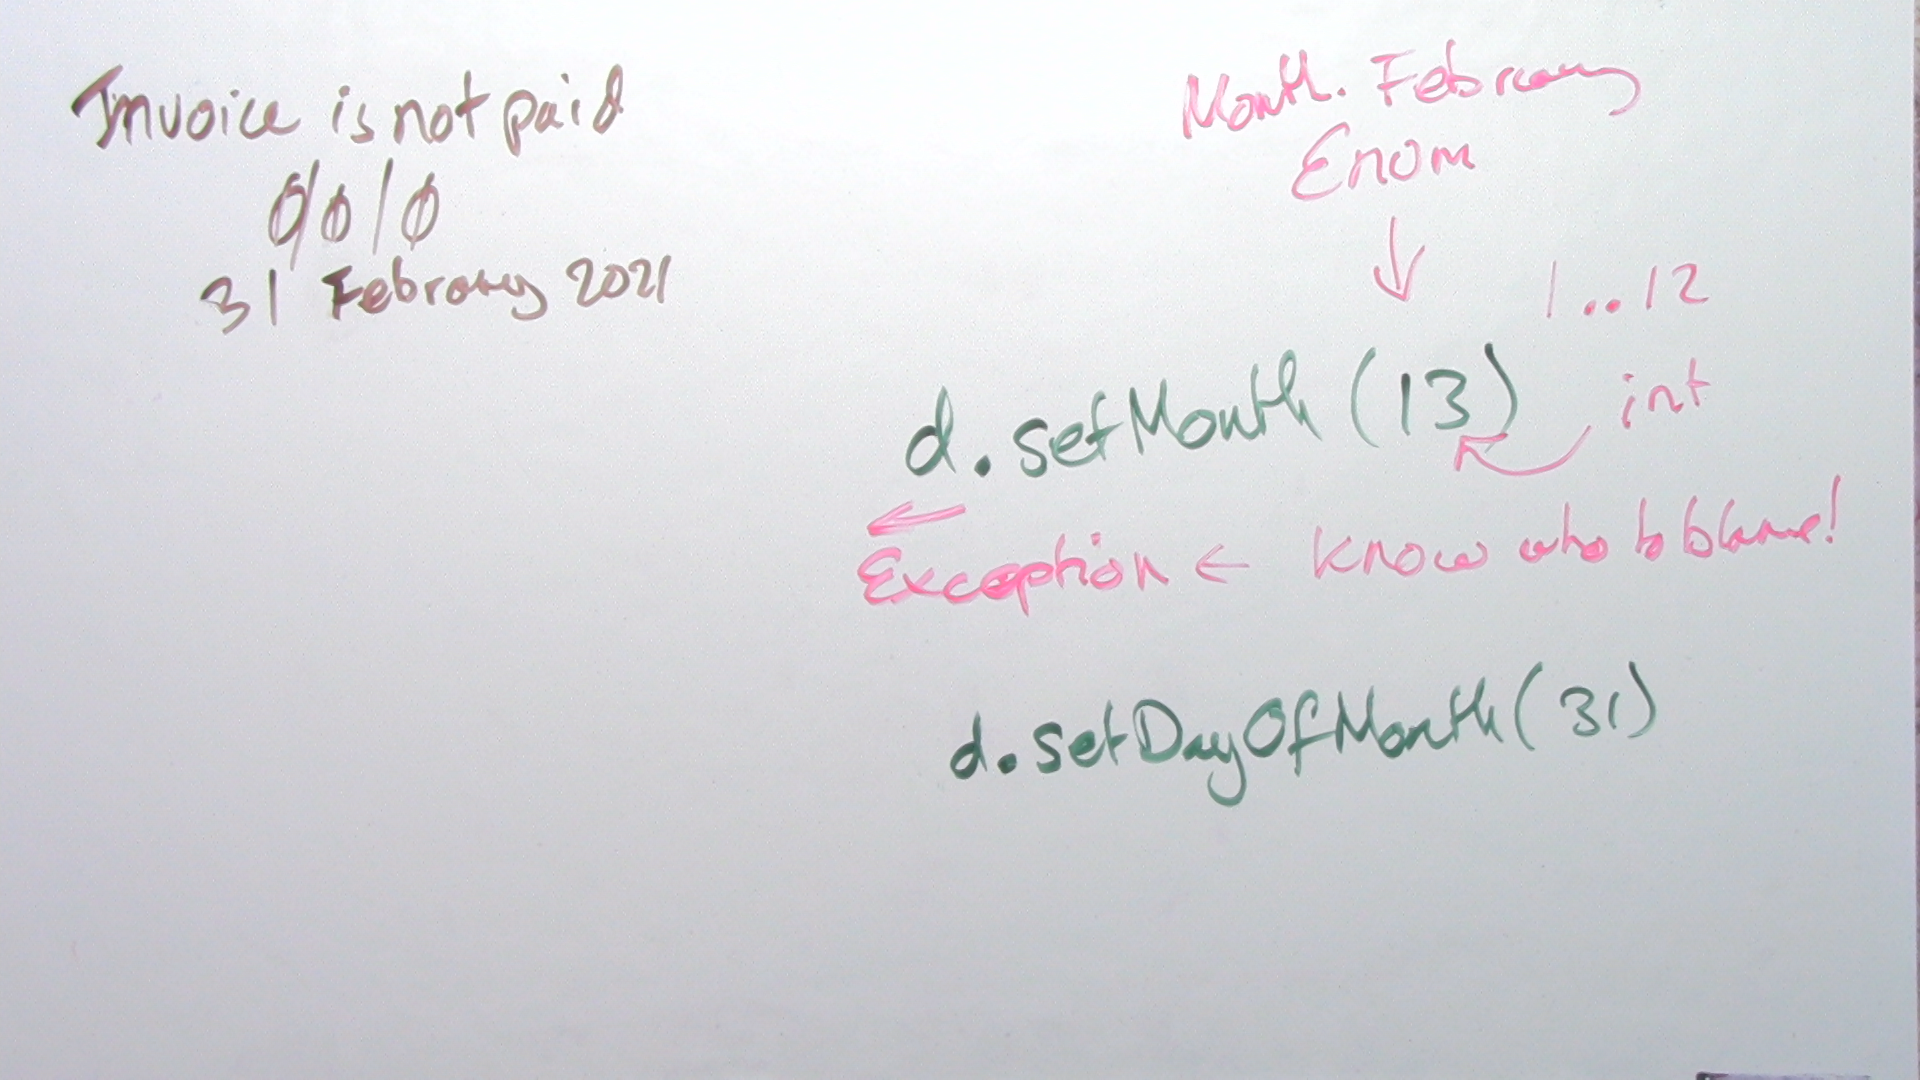 Invoice is not paid
0/0/0
31 February 2021
Month. February
Enum
1..12
d.setMonth(13)
int
Exception ← Know who to blame!
d.setDayOfMonth(31)